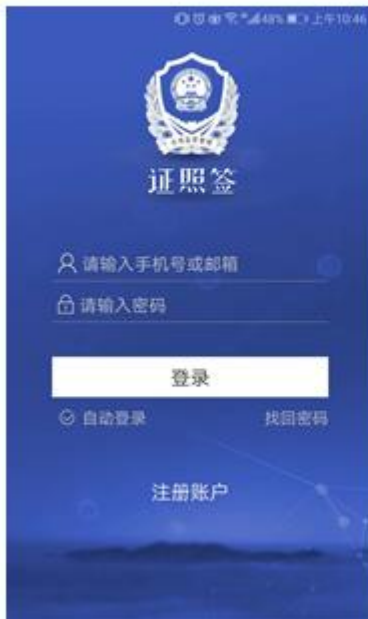 48% 上午10:46
证照签
请输入手机号或邮箱
请输入密码
登录
自动登录 找回密码
注册账户